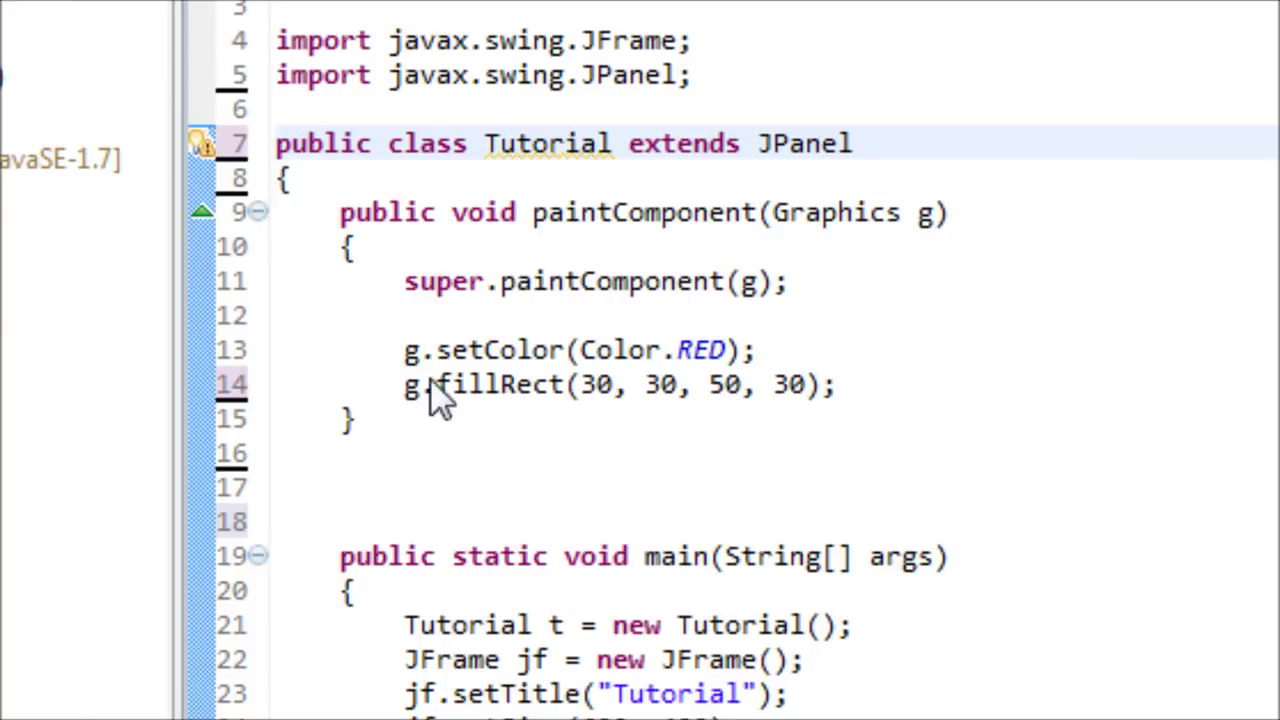 3
4 import javax.swing.JFrame;
5 import javax.swing.JPanel;
6
avaSE-1.7]
7 public class Tutorial extends JPanel
8 {
9 public void paintComponent(Graphics g)
10 {
11 super.paintComponent(g);
12
13 g.setColor(Color.RED);
14 g.fillRect(30, 30, 50, 30);
15 }
16
17
18
19 public static void main(String[] args)
20 {
21 Tutorial t = new Tutorial();
22 JFrame jf = new JFrame();
23 jf.setTitle("Tutorial");